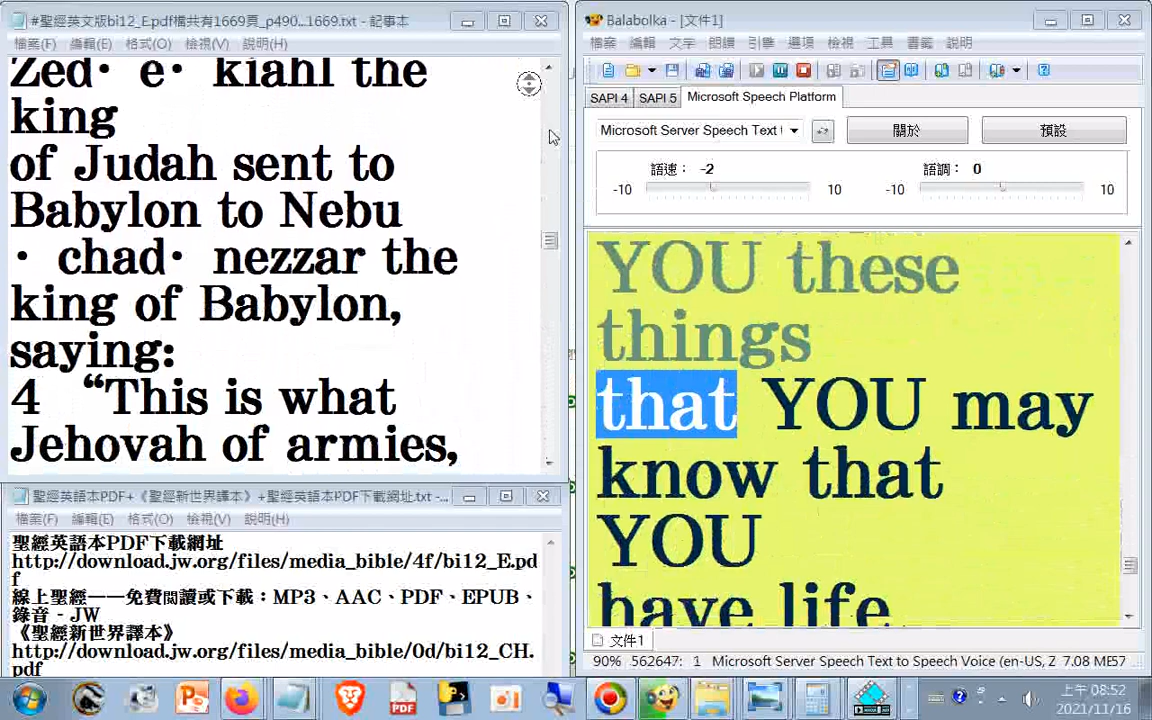 #聖經英文版bi12_E.pdf檔共有1669頁_p490...1669.txt - 記事本
檔案(F) 編輯(E) 格式(O) 檢視(V) 說明(H)
Zed· e· kiahl the
king
of Judah sent to
Babylon to Nebu
· chad· nezzar the
king of Babylon,
saying:
4 “This is what
Jehovah of armies,
聖經英語本PDF+《聖經新世界譯本》+聖經英語本PDF下載網址.txt -...
檔案(F) 編輯(E) 格式(O) 檢視(V) 說明(H)
聖經英語本PDF下載網址
http://download.jw.org/files/media_bible/4f/bi12_E.pd
f
線上聖經——免費閱讀或下載：MP3、AAC、PDF、EPUB、
錄音 - JW
《聖經新世界譯本》
http://download.jw.org/files/media_bible/0d/bi12_CH.
pdf
Balabolka - [文件1]
檔案 編輯 文字 朗讀 引擎 選項 檢視 工具 書籤 說明
SAPI 4 SAPI 5 Microsoft Speech Platform
Microsoft Server Speech Text t 關於 預設
語速： -2 語調： 0
-10 10 -10 10
YOU these
things
that YOU may
know that
YOU
have life
文件1
90% 562647: 1 Microsoft Server Speech Text to Speech Voice (en-US, Z 7.08 ME57
PDF
上午 08:52
2021/11/16